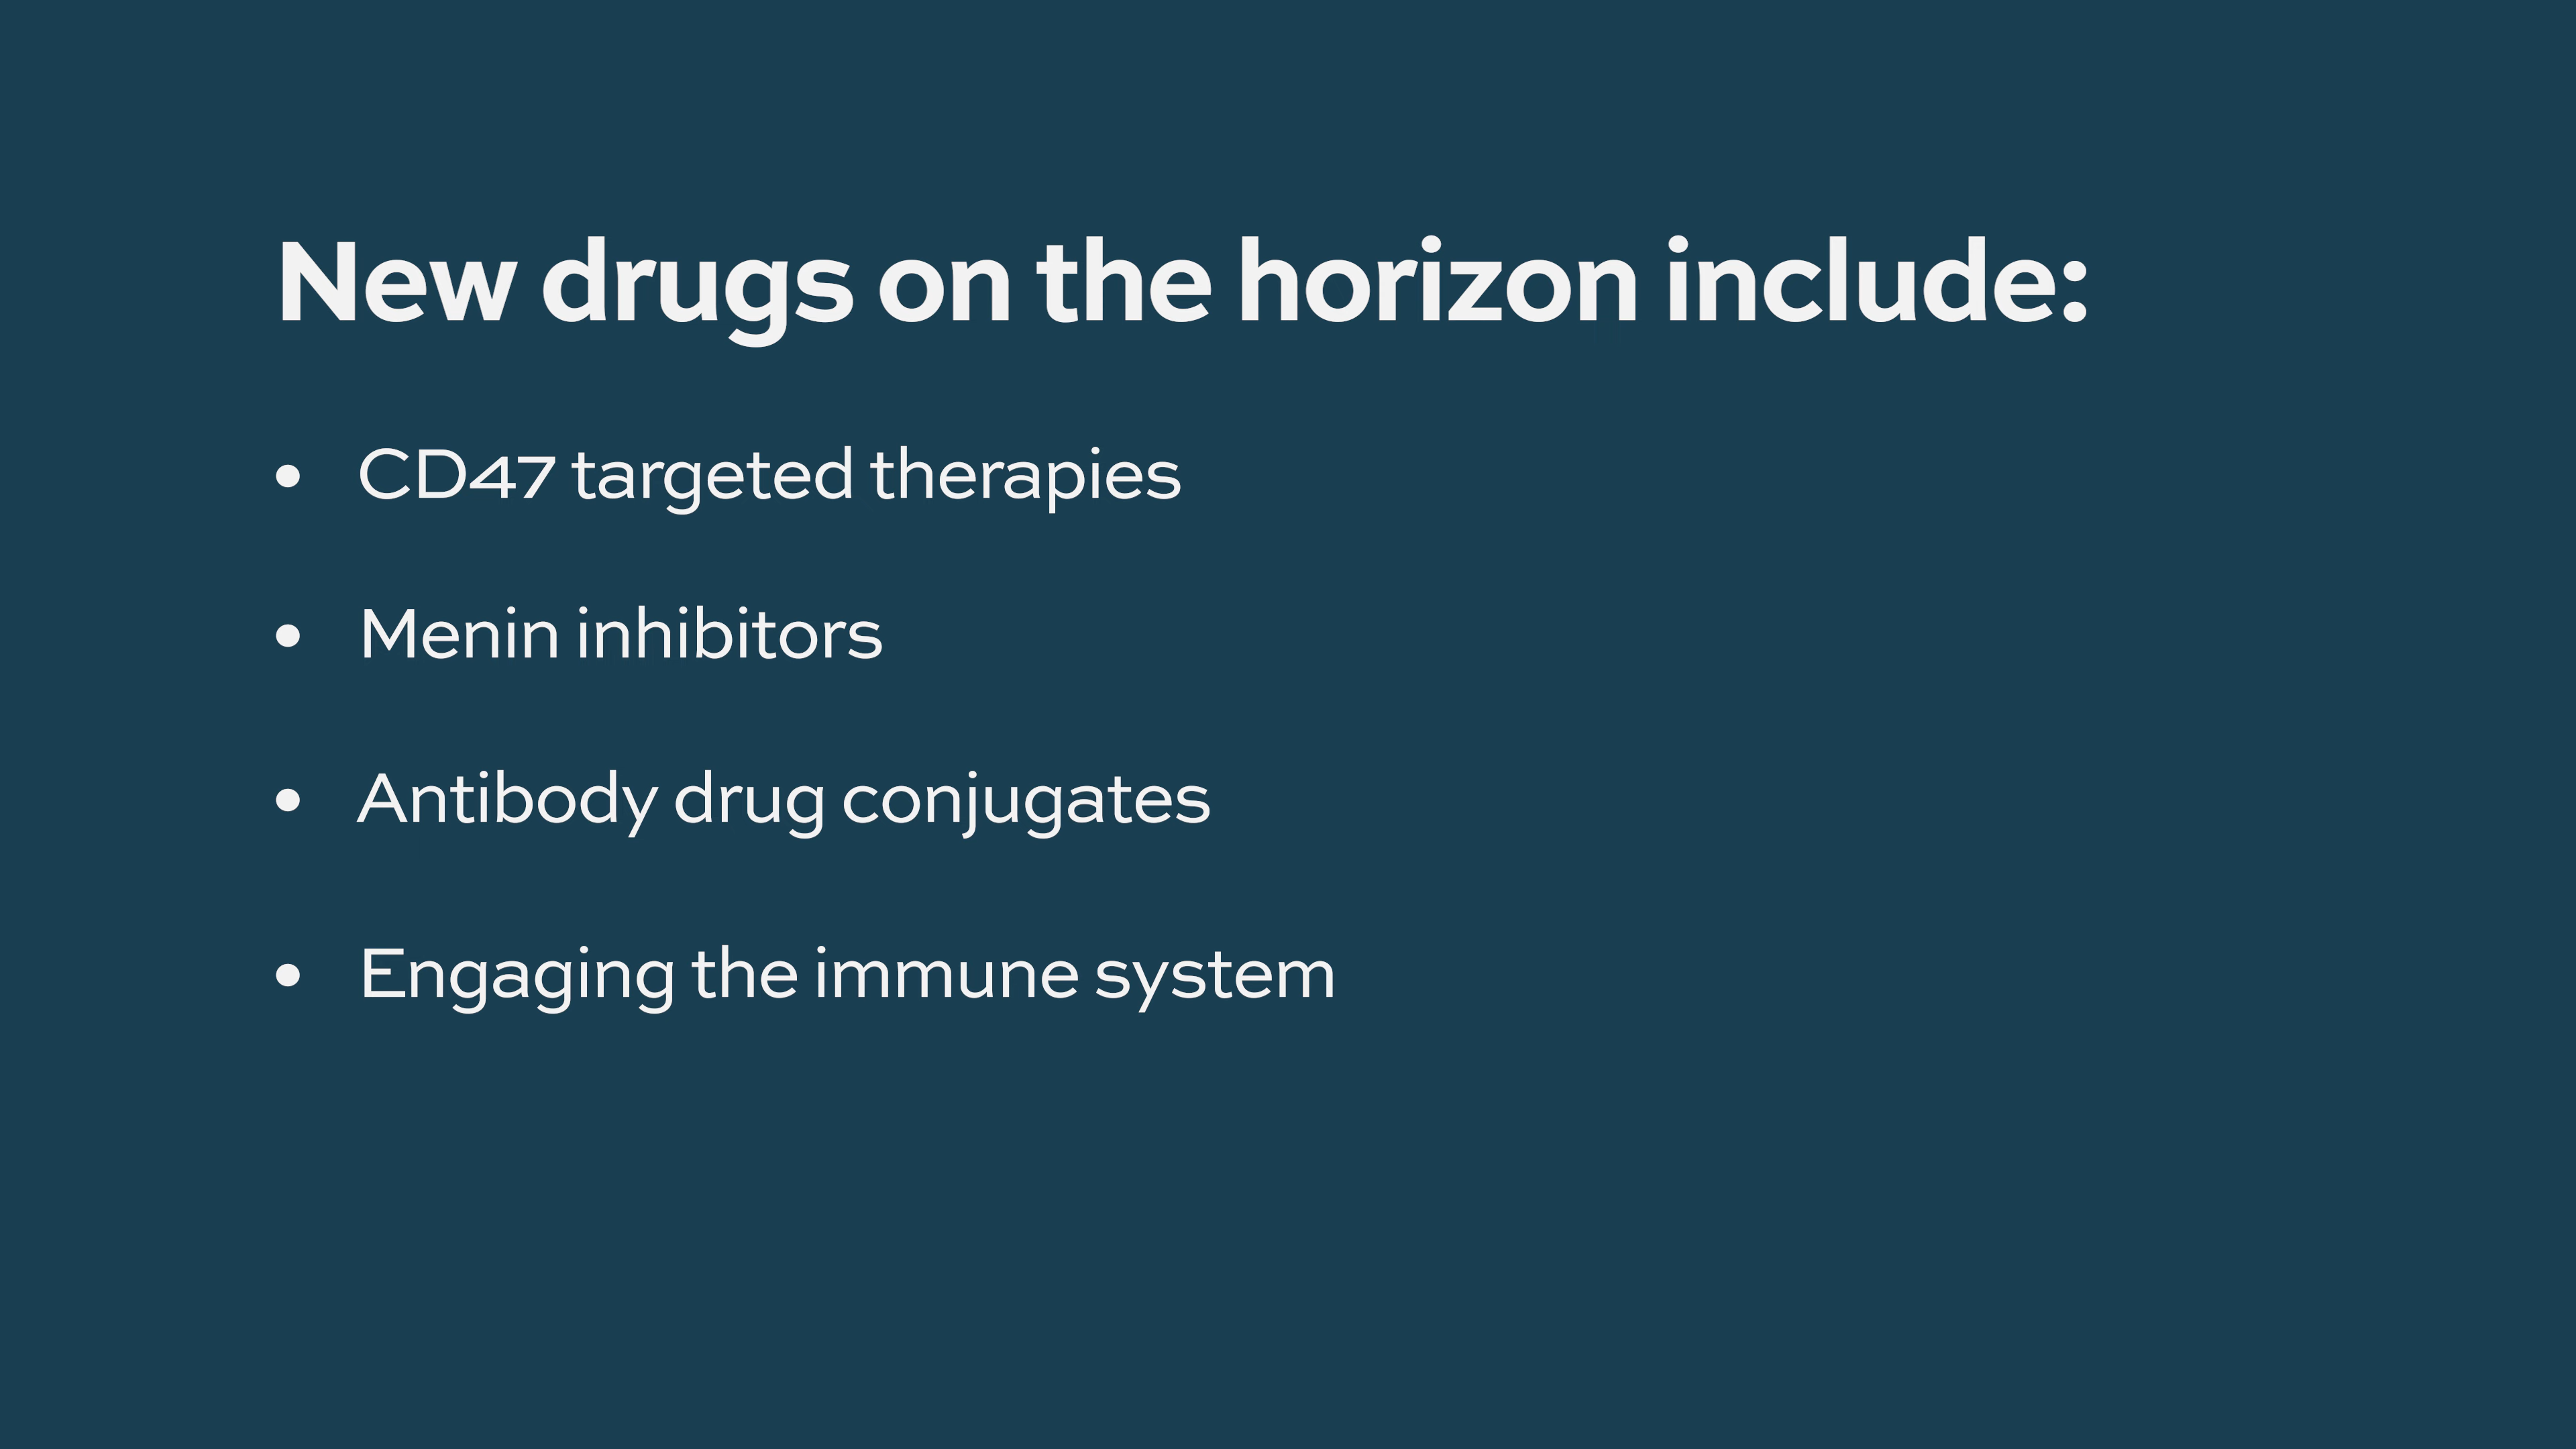 New drugs on the horizon include:
• CD47 targeted therapies
• Menin inhibitors
• Antibody drug conjugates
• Engaging the immune system